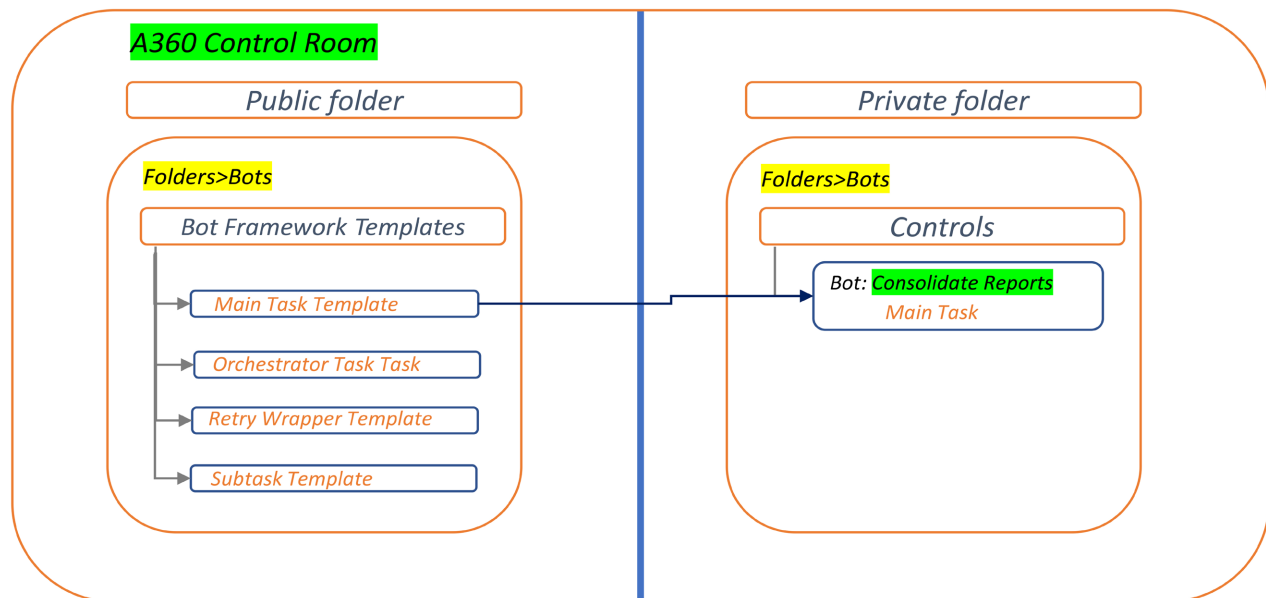 A360 Control Room
Public folder
Folders>Bots
Bot Framework Templates
Main Task Template
Orchestrator Task Task
Retry Wrapper Template
Subtask Template
Private folder
Folders>Bots
Controls
Bot: Consolidate Reports
Main Task